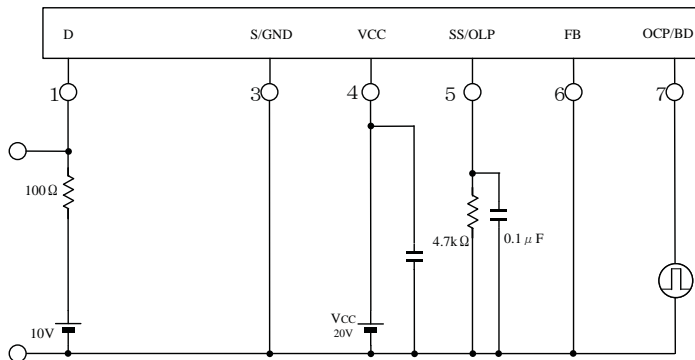 D S/GND VCC SS/OLP FB OCP/BD
1 3 4 5 6 7
100Ω
4.7kΩ 0.1μF
10V
VCC
20V